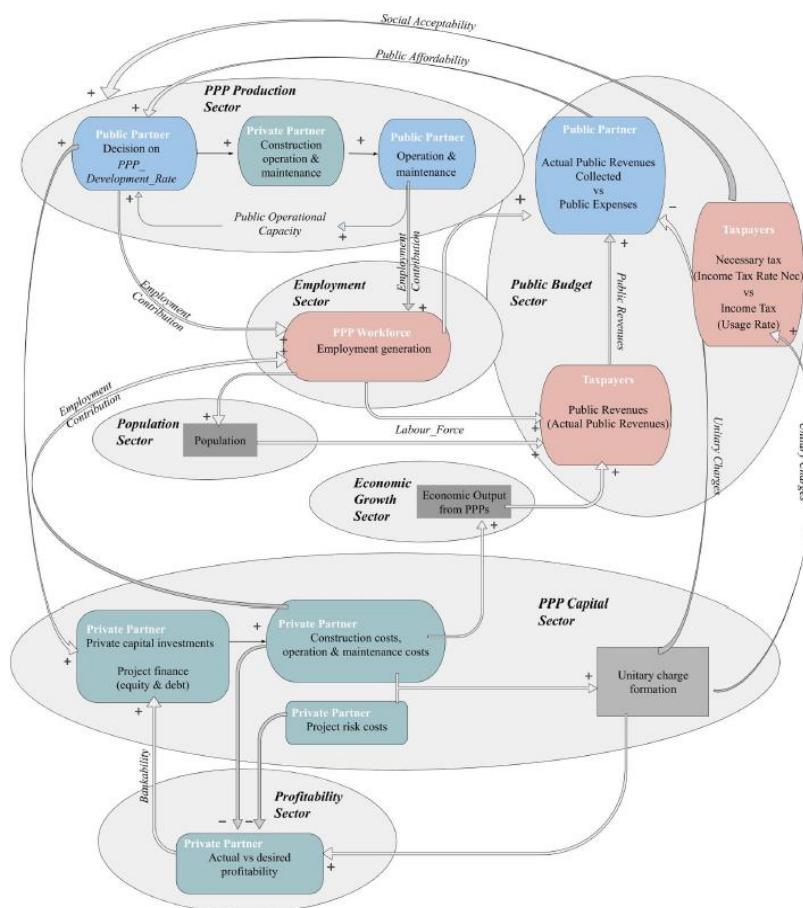 Social Acceptability
Public Affordability
PPP Production
Sector
Public Partner
Decision on
PPP_
Development_Rate
Private Partner
Construction
operation &
maintenance
Public Partner
Operation &
maintenance
Public Operational
Capacity
Public Partner
Actual Public Revenues
Collected
vs
Public Expenses
Taxpayers
Necessary tax
(Income Tax Rate Nec)
vs
Income Tax
(Usage Rate)
Employment
Contribution
Employment
Contribution
Employment
Sector
PPP Workforce
Employment generation
Public Budget
Sector
Public Revenues
Taxpayers
Public Revenues
(Actual Public Revenues)
Employment
Contribution
Population
Sector
Population
Labour_Force
Economic
Growth
Sector
Economic Output
from PPPs
Unitary Charges
PPP Capital
Sector
Private Partner
Private capital investments
Project finance
(equity & debt)
Private Partner
Construction costs,
operation & maintenance costs
Private Partner
Project risk costs
Unitary charge
formation
Bankability
Profitability
Sector
Private Partner
Actual vs desired
profitability